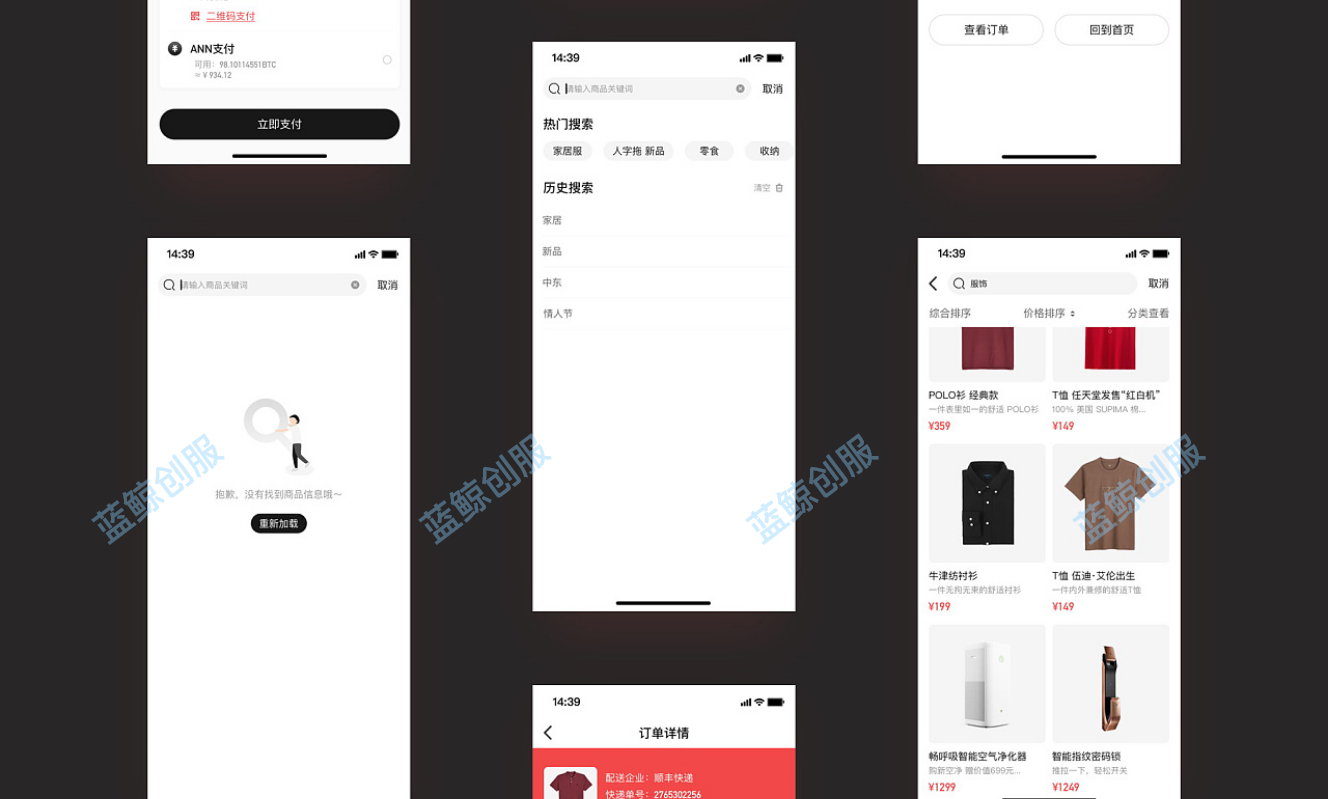 二维码支付
ANN支付
可用：98.10114551BTC
≈¥934.12
立即支付
14:39
请输入商品关键词
取消
热门搜索
家居服
人字拖 新品
零食
收纳
历史搜索
清空
家居
新品
中东
情人节
查看订单
回到首页
14:39
请输入商品关键词
取消
抱歉，没有找到商品信息哦~
重新加载
14:39
订单详情
配送企业：顺丰快递
快递单号：2765302256
14:39
服饰
取消
综合排序
价格排序
分类查看
POLO衫 经典款
一件表里如一的舒适 POLO衫
¥359
T恤 任天堂发售“红白机”
100% 美国 SUPIMA 棉...
¥149
牛津纺衬衫
一件无拘无束的舒适衬衫
¥199
T恤 伍迪·艾伦出生
一件内外兼修的舒适T恤
¥149
畅呼吸智能空气净化器
购新空净 赠价值699元...
¥1299
智能指纹密码锁
推拉一下，轻松开关
¥1249
蓝鲸创服
蓝鲸创服
蓝鲸创服
蓝鲸创服